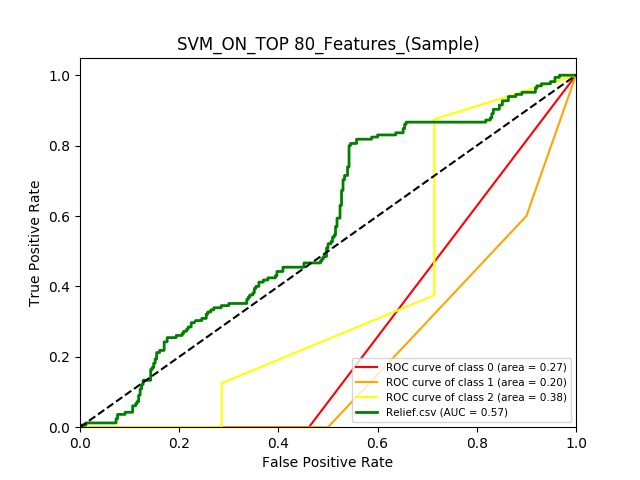 SVM_ON_TOP 80_Features_(Sample)
True Positive Rate
1.0
0.8
0.6
0.4
0.2
0.0
0.0 0.2 0.4 0.6 0.8 1.0
False Positive Rate
ROC curve of class 0 (area = 0.27)
ROC curve of class 1 (area = 0.20)
ROC curve of class 2 (area = 0.38)
Relief.csv (AUC = 0.57)